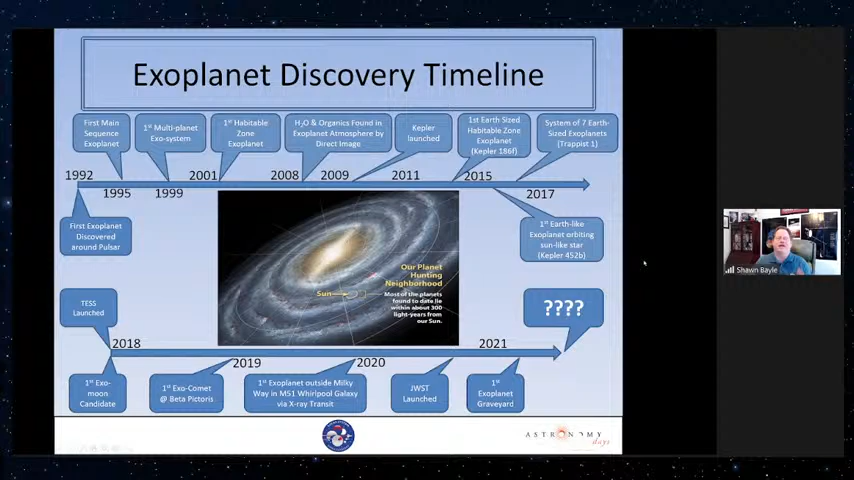 Exoplanet Discovery Timeline
First Main
Sequence
Exoplanet
1st Multi-planet
Exo-system
1st Habitable
Zone
Exoplanet
H2O & Organics Found in
Exoplanet Atmosphere by
Direct Image
Kepler
launched
1st Earth Sized
Habitable Zone
Exoplanet
(Kepler 186f)
System of 7 Earth-
Sized Exoplanets
(Trappist 1)
1992
1995
1999
2001
2008
2009
2011
2015
2017
First Exoplanet
Discovered
around Pulsar
1st Earth-like
Exoplanet orbiting
sun-like star
(Kepler 452b)
Our Planet
Hunting
Neighborhood
Sun
Most of the planets
found to date lie
within about 300
light-years from
our Sun.
TESS
Launched
????
2018
2019
2020
2021
1st Exo-
moon
Candidate
1st Exo-Comet
@ Beta Pictoris
1st Exoplanet outside Milky
Way in M51 Whirlpool Galaxy
via X-ray Transit
JWST
Launched
1st
Exoplanet
Graveyard
ASTRONOMY
days
Shawn Bayle